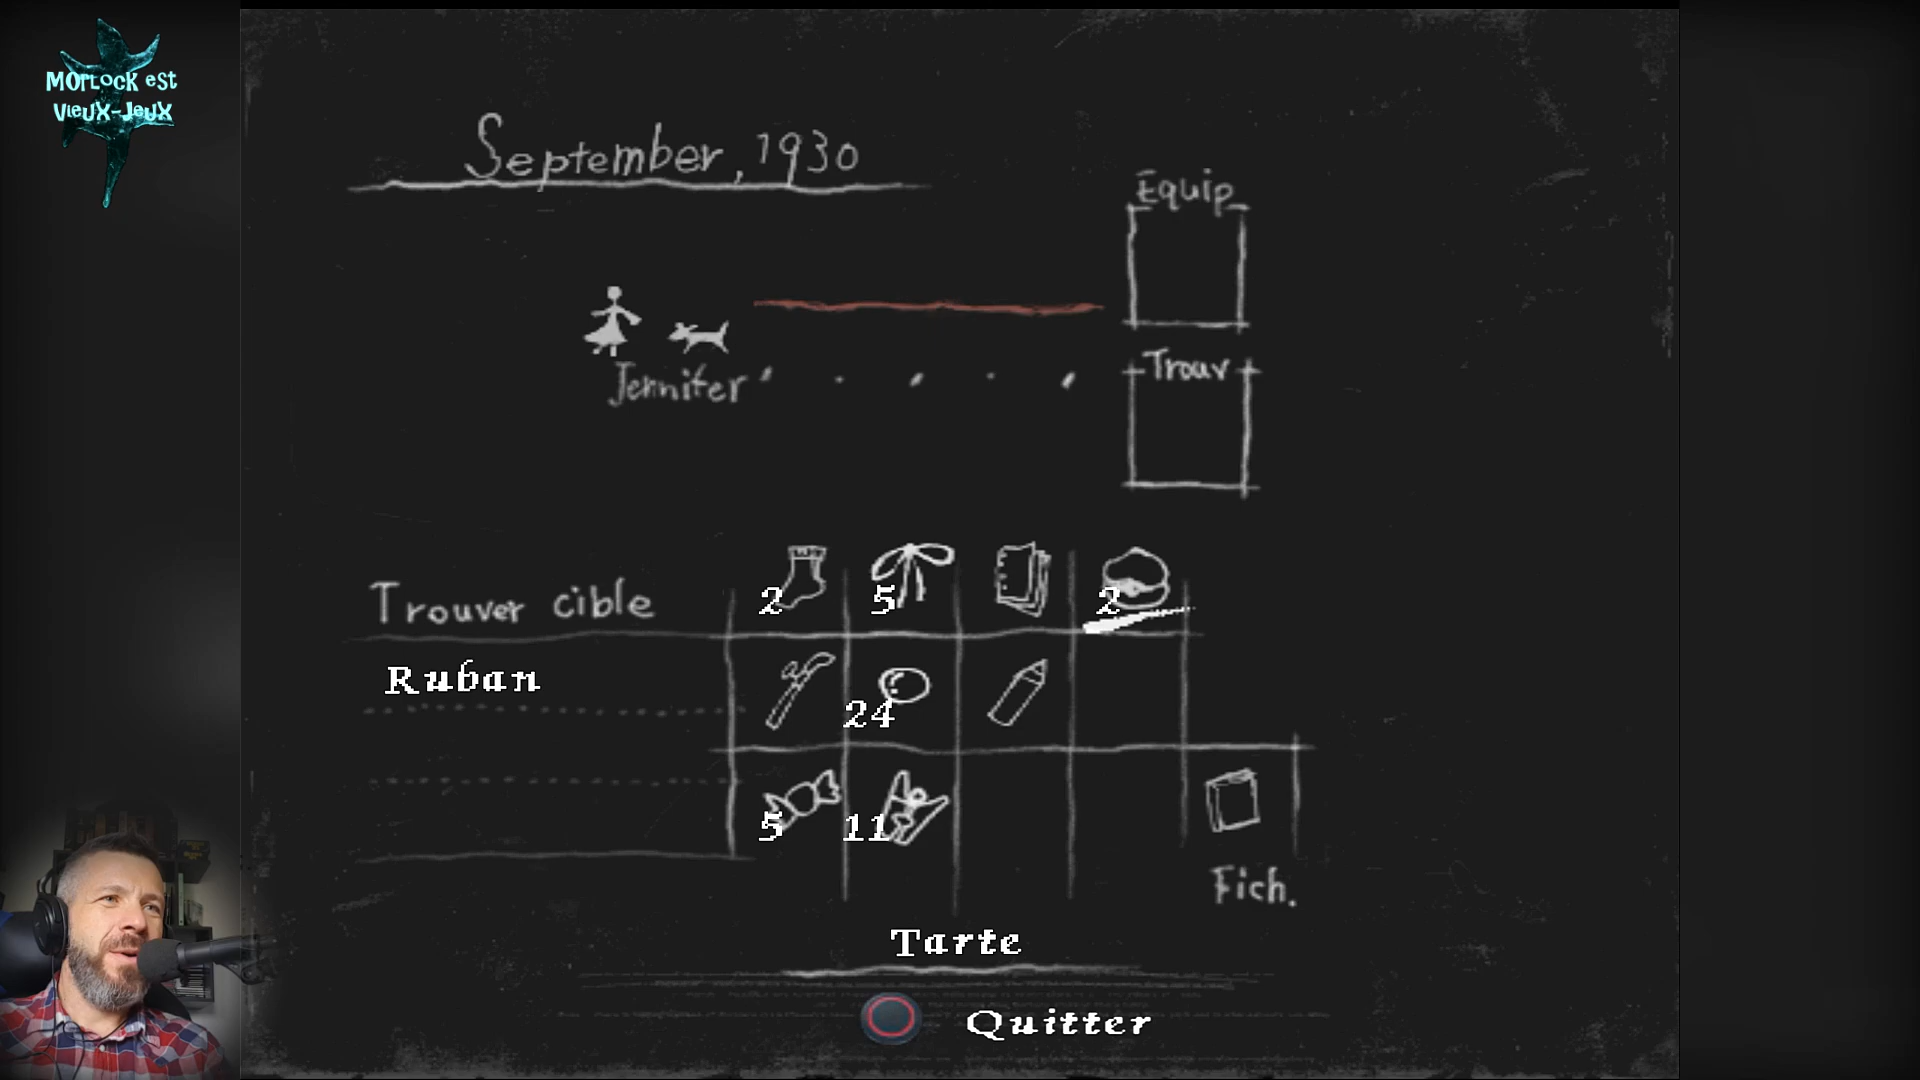 MOrLocK esT
VIeUX-JeUX
September, 1930
Equip
Jennifer
Trouv
2
5
2
Trouver cible
Ruban
24
5
11
Fich.
Tarte
Quitter